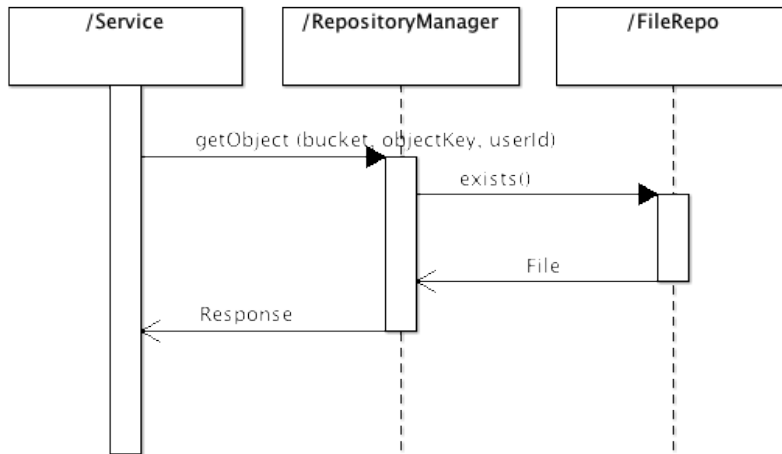 /Service
/RepositoryManager
/FileRepo
getObject (bucket, objectKey, userId)
exists()
File
Response